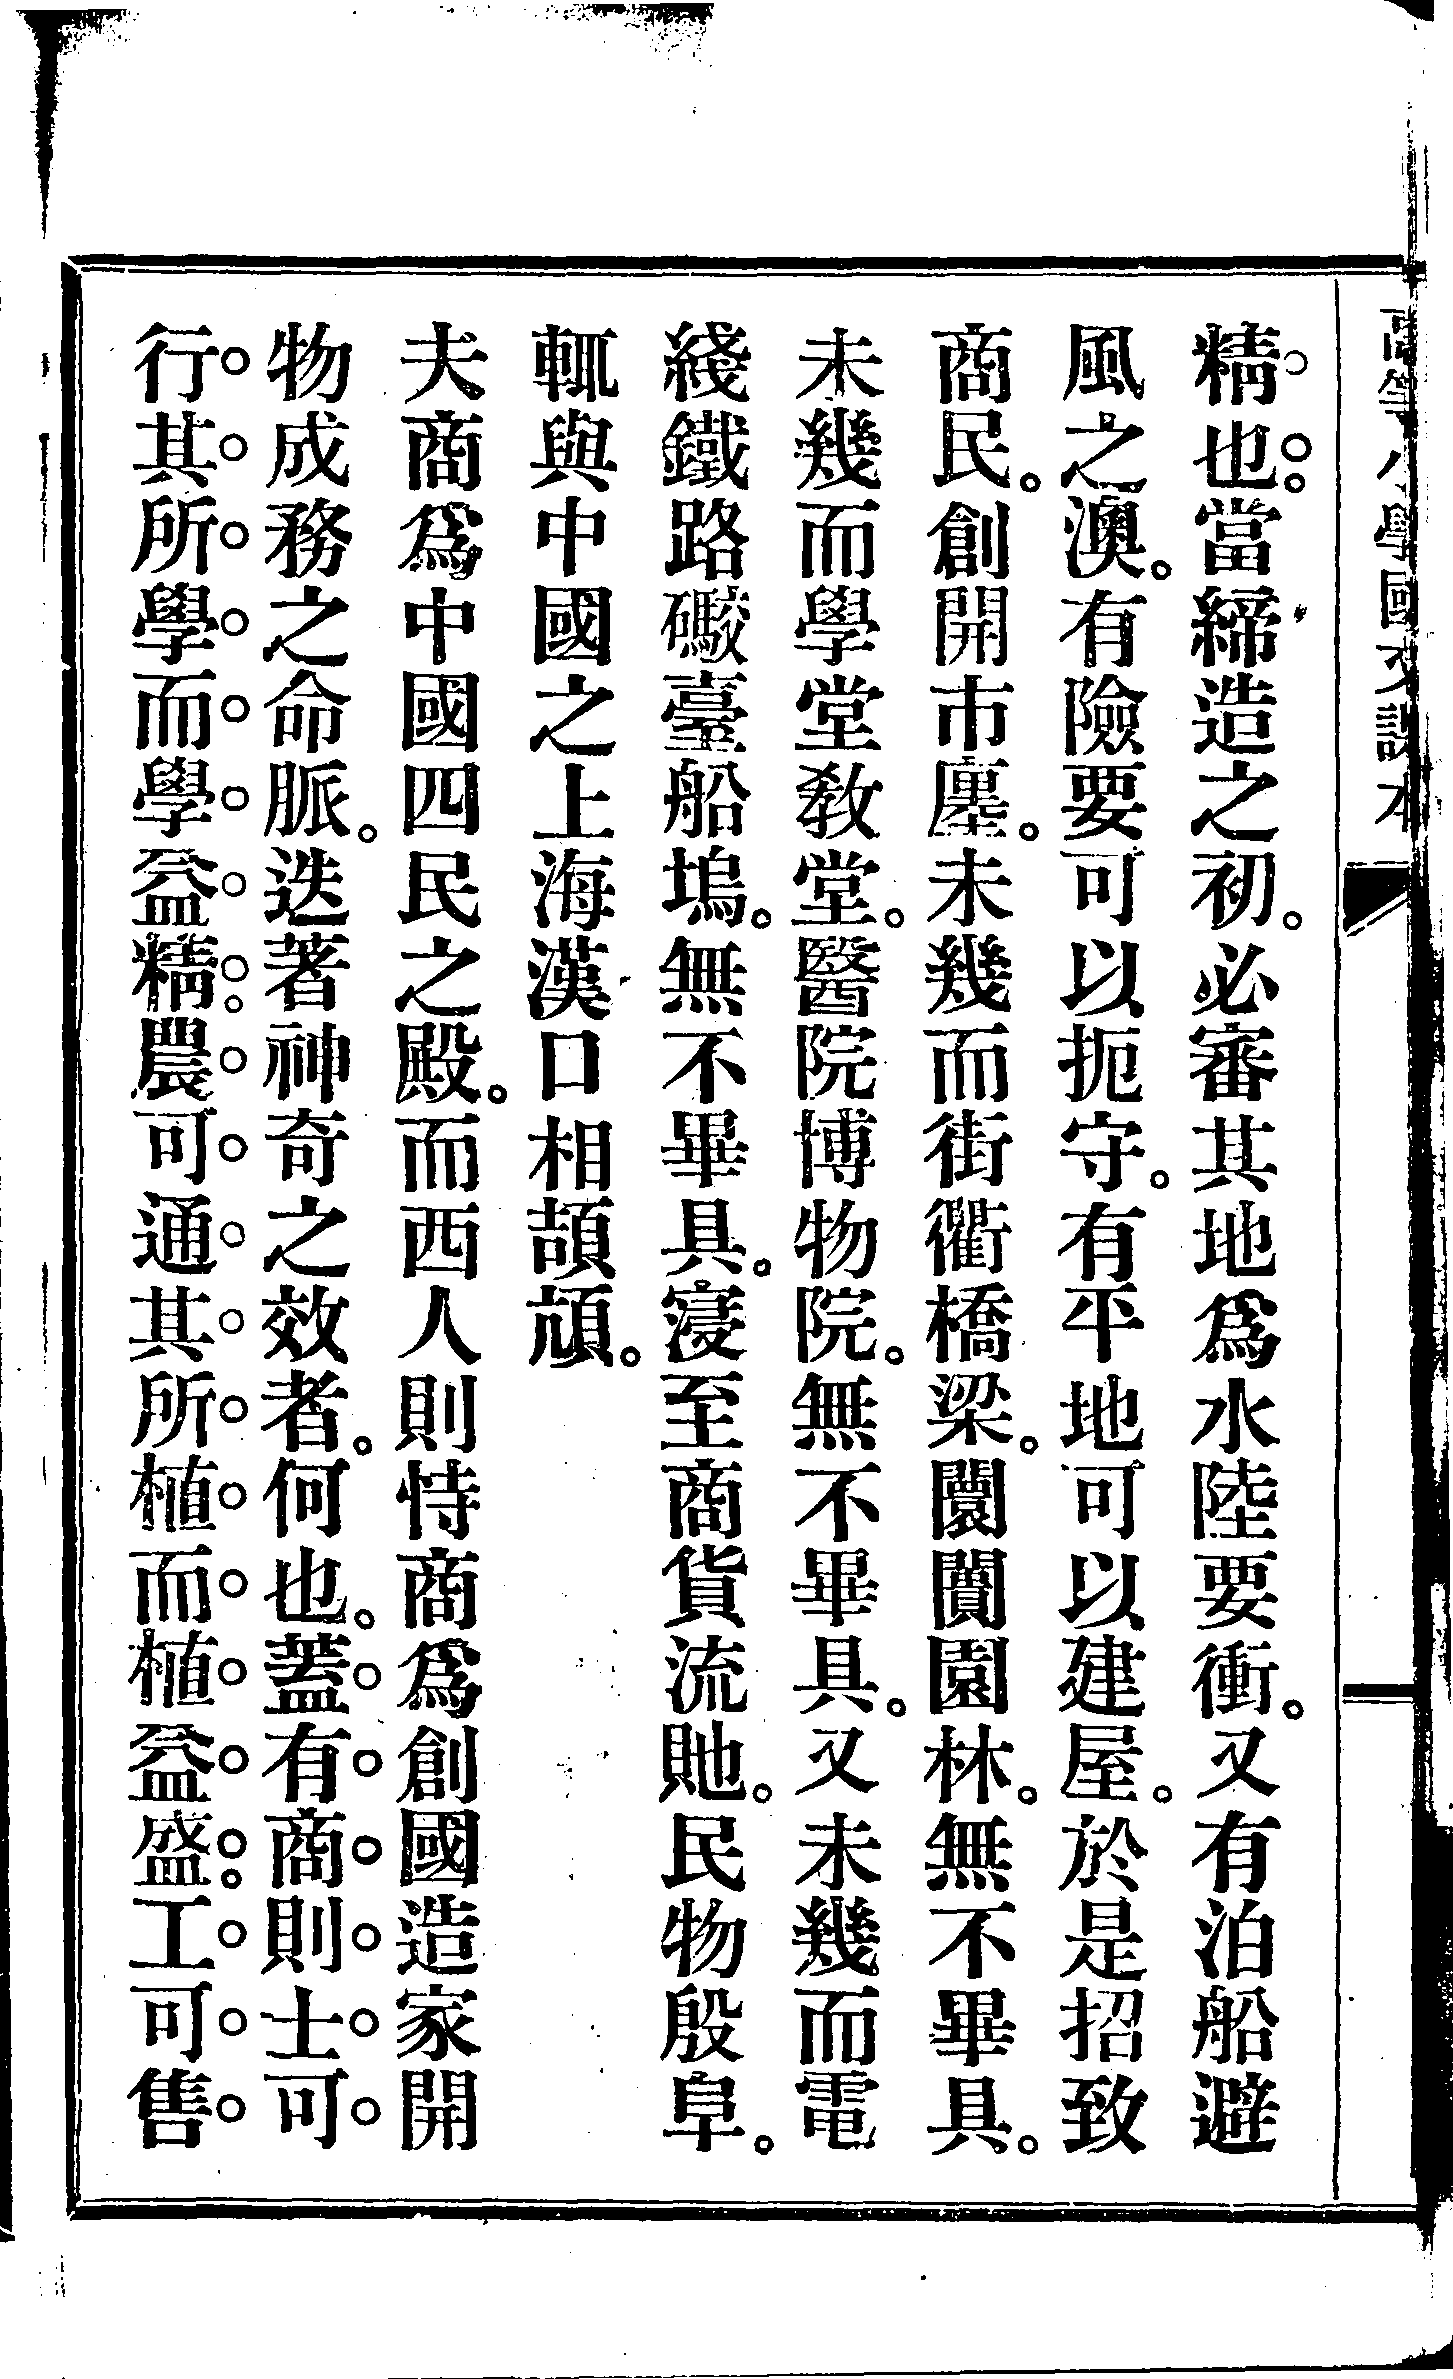 高等小學國文課本
精也。當締造之初。必審其地爲水陸要衝。又有泊船避
風之澳。有險要可以扼守。有平地可以建屋。於是招致
商民。創開市廛。未幾而街衢橋梁。闤闠園林。無不畢具。
未幾而學堂教堂。醫院博物院。無不畢具。又未幾而電
綫鐵路礮臺船塢。無不畢具。寖至商貨流貤。民物殷阜。
輒與中國之上海漢口相頡頏。
夫商爲中國四民之殿。而西人則恃商爲創國造家開
物成務之命脈。迭著神奇之效者。何也。蓋有商則士可
行其所學而學益精。農可通其所植而植益盛。工可售